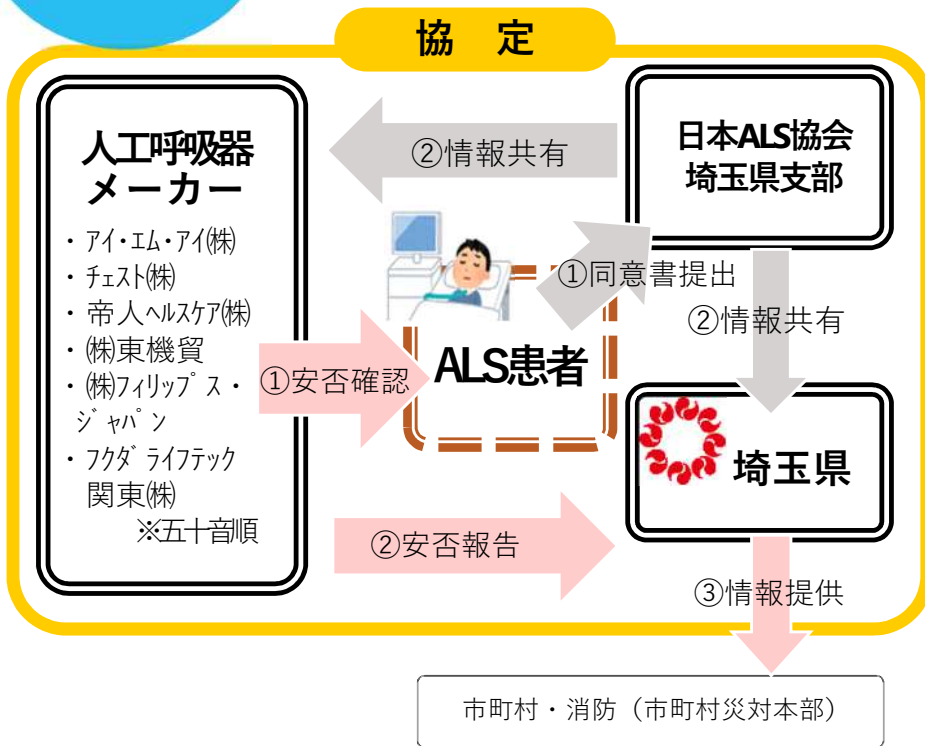 協 定
人工呼吸器
メーカー
・ アイ・エム・アイ㈱
・ チェスト㈱
・ 帝人ヘルスケア㈱
・ ㈱東機貿
・ ㈱フィリップス・
ジャパン
・ フクダライフテック
関東㈱
※五十音順
②情報共有
日本ALS協会
埼玉県支部
①同意書提出
②情報共有
ALS患者
①安否確認
埼玉県
②安否報告
③情報提供
市町村・消防（市町村災対本部）